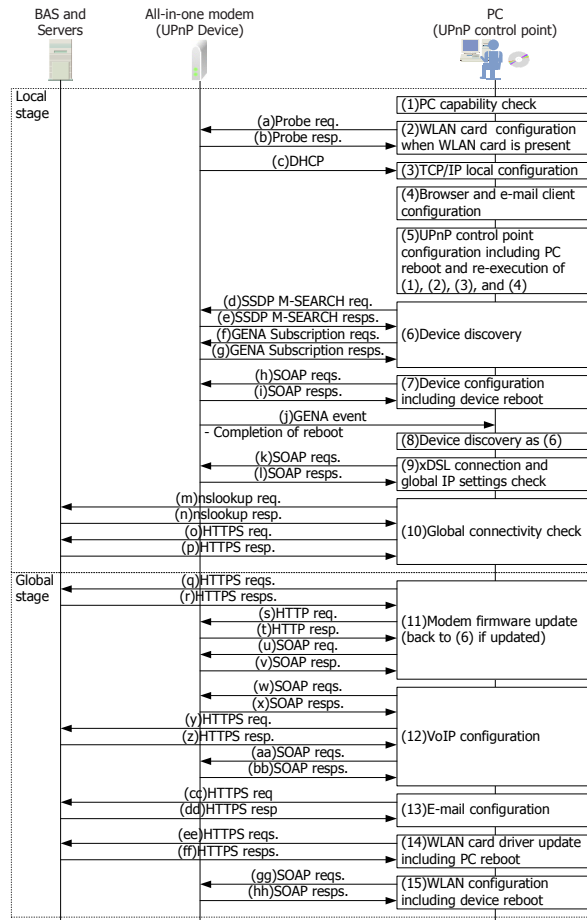 BAS and
Servers
All-in-one modem
(UPnP Device)
PC
(UPnP control point)
Local
stage
(1)PC capability check
(a)Probe req.
(b)Probe resp.
(2)WLAN card configuration
when WLAN card is present
(c)DHCP
(3)TCP/IP local configuration
(4)Browser and e-mail client
configuration
(5)UPnP control point
configuration including PC
reboot and re-execution of
(1), (2), (3), and (4)
(d)SSDP M-SEARCH req.
(e)SSDP M-SEARCH resps.
(f)GENA Subscription reqs.
(g)GENA Subscription resps.
(6)Device discovery
(h)SOAP reqs.
(i)SOAP resps.
(7)Device configuration
including device reboot
(j)GENA event
- Completion of reboot
(8)Device discovery as (6)
(k)SOAP reqs.
(l)SOAP resps.
(9)xDSL connection and
global IP settings check
(m)nslookup req.
(n)nslookup resp.
(o)HTTPS req.
(p)HTTPS resp.
(10)Global connectivity check
Global
stage
(q)HTTPS reqs.
(r)HTTPS resps.
(s)HTTP req.
(t)HTTP resp.
(u)SOAP req.
(v)SOAP resp.
(11)Modem firmware update
(back to (6) if updated)
(w)SOAP reqs.
(x)SOAP resps.
(y)HTTPS req.
(z)HTTPS resp.
(aa)SOAP reqs.
(bb)SOAP resps.
(12)VoIP configuration
(cc)HTTPS req
(dd)HTTPS resp
(13)E-mail configuration
(ee)HTTPS reqs.
(ff)HTTPS resps.
(14)WLAN card driver update
including PC reboot
(gg)SOAP reqs.
(hh)SOAP resps.
(15)WLAN configuration
including device reboot